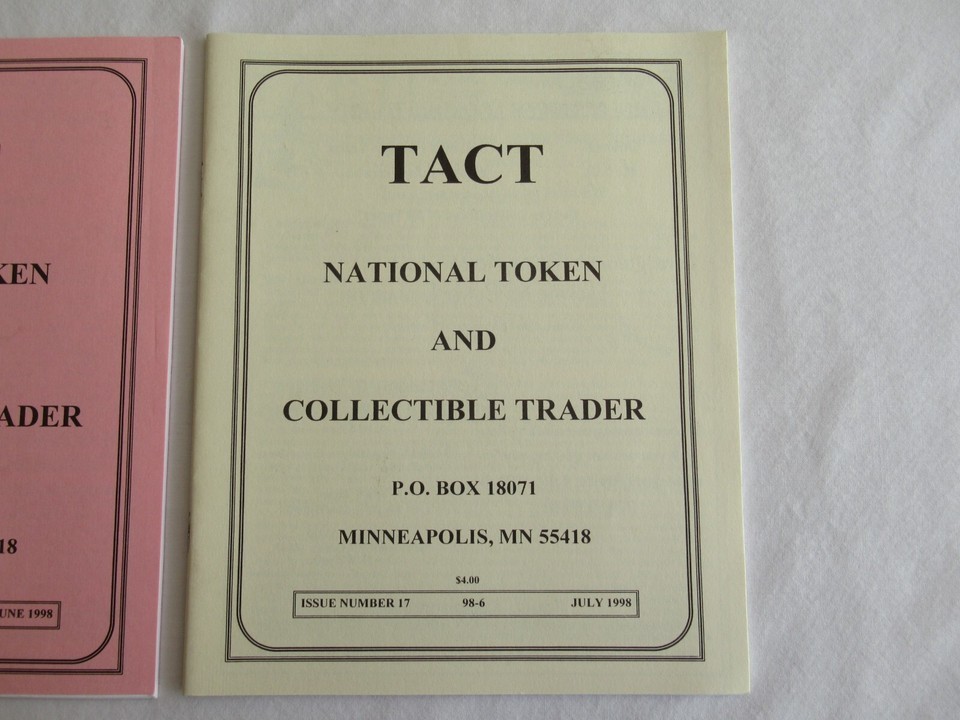 KEN
ADER
18
UNE 1998
TACT
NATIONAL TOKEN
AND
COLLECTIBLE TRADER
P.O. BOX 18071
MINNEAPOLIS, MN 55418
$4.00
ISSUE NUMBER 17 98-6 JULY 1998